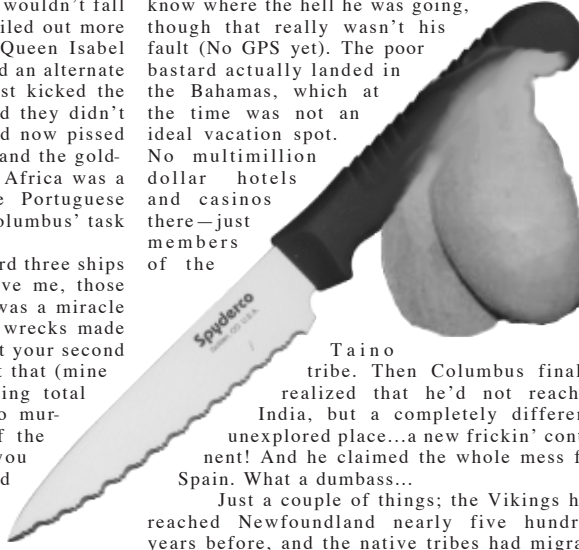 wouldn't fall
iled out more
Queen Isabel
d an alternate
st kicked the
d they didn't
d now pissed
and the gold-
Africa was a
e Portuguese
olumbus' task
rd three ships
ve me, those
was a miracle
wrecks made
t your second
t that (mine
ing total
o mur-
f the
you
d
know where the hell he was going,
though that really wasn't his
fault (No GPS yet). The poor
bastard actually landed in
the Bahamas, which at
the time was not an
ideal vacation spot.
No multimillion
dollar hotels
and casinos
there—just
members
of the
Spyderco
Golden, CO, U.S.A.
Taino
tribe. Then Columbus final
realized that he'd not reach
India, but a completely differen
unexplored place...a new frickin' cont
nent! And he claimed the whole mess f
Spain. What a dumbass...
Just a couple of things; the Vikings h
reached Newfoundland nearly five hundr
years before, and the native tribes had migra